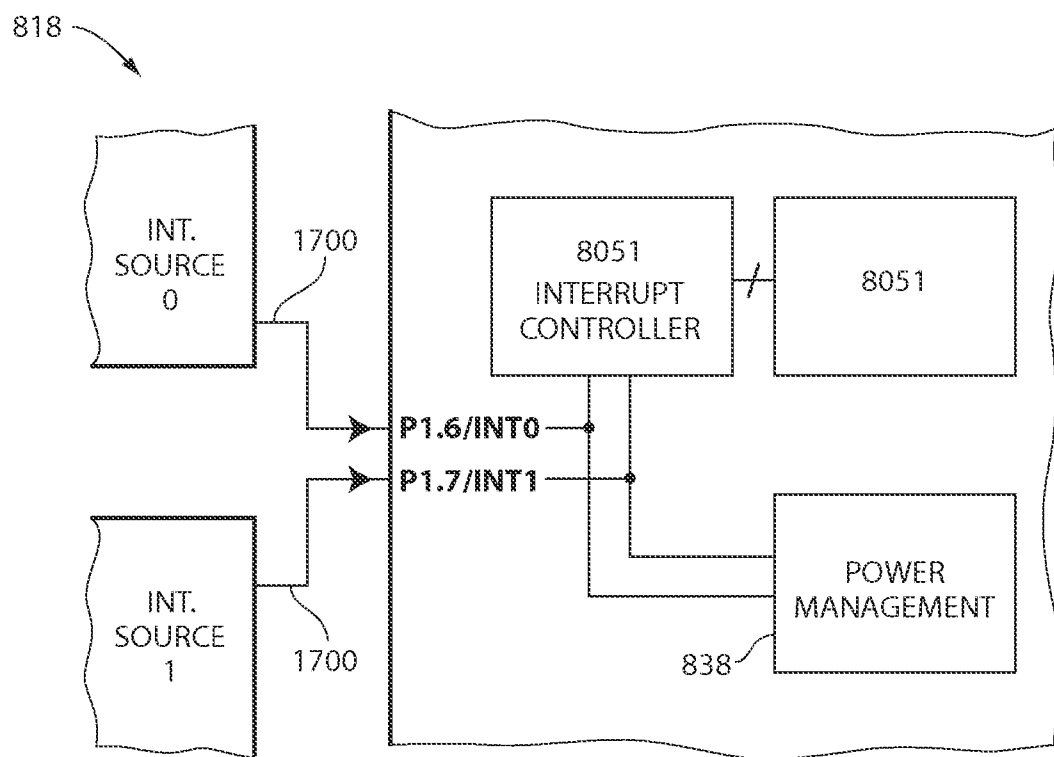 818
INT.
SOURCE
0
1700
8051
INTERRUPT
CONTROLLER
8051
P1.6/INT0
P1.7/INT1
INT.
SOURCE
1
1700
POWER
MANAGEMENT
838